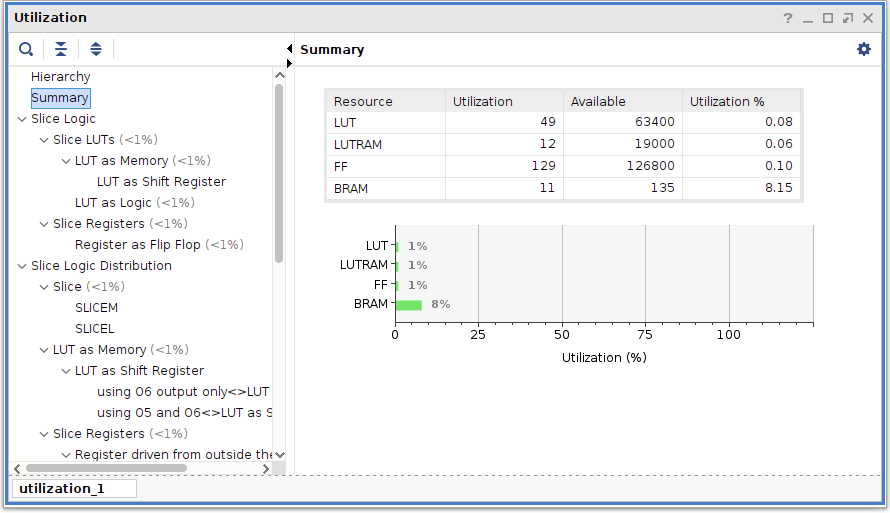 Utilization
Summary
Hierarchy
Summary
Slice Logic
Slice LUTs (<1%)
LUT as Memory (<1%)
LUT as Shift Register
LUT as Logic (<1%)
Slice Registers (<1%)
Register as Flip Flop (<1%)
Slice Logic Distribution
Slice (<1%)
SLICEM
SLICEL
LUT as Memory (<1%)
LUT as Shift Register
using O6 output only<>LUT
using O5 and O6<>LUT as S
Slice Registers (<1%)
Register driven from outside the
Resource Utilization Available Utilization %
LUT 49 63400 0.08
LUTRAM 12 19000 0.06
FF 129 126800 0.10
BRAM 11 135 8.15
LUT 1%
LUTRAM 1%
FF 1%
BRAM 8%
0 25 50 75 100
Utilization (%)
utilization_1